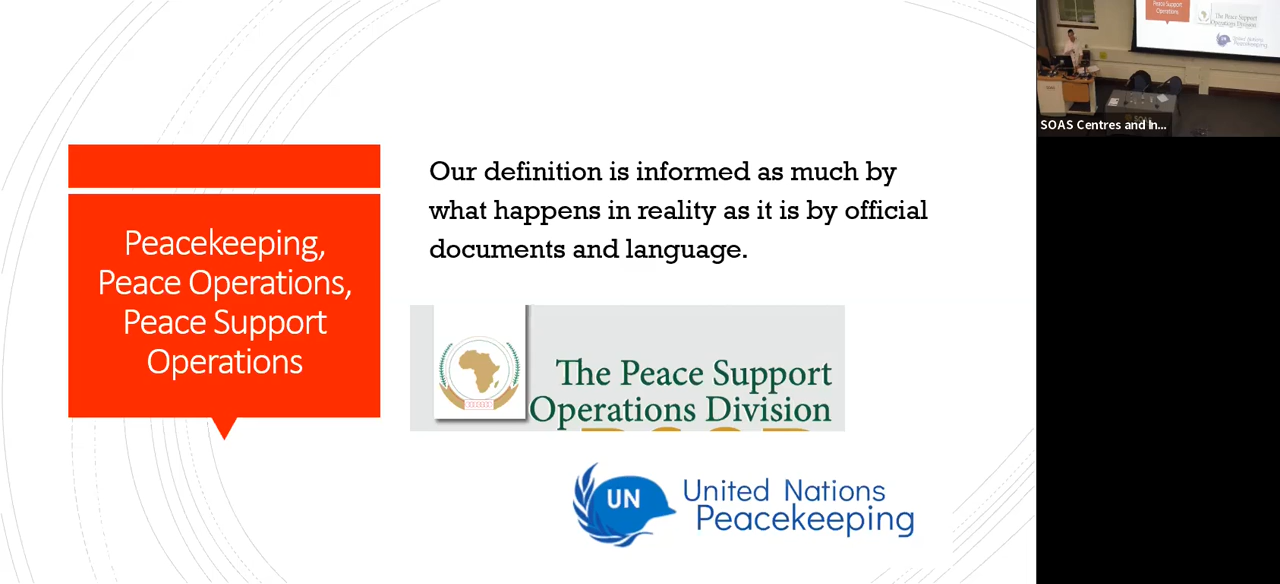 Peacekeeping,
Peace Operations,
Peace Support
Operations
Our definition is informed as much by
what happens in reality as it is by official
documents and language.
The Peace Support
Operations Division
UN
United Nations
Peacekeeping
SOAS Centres and In...